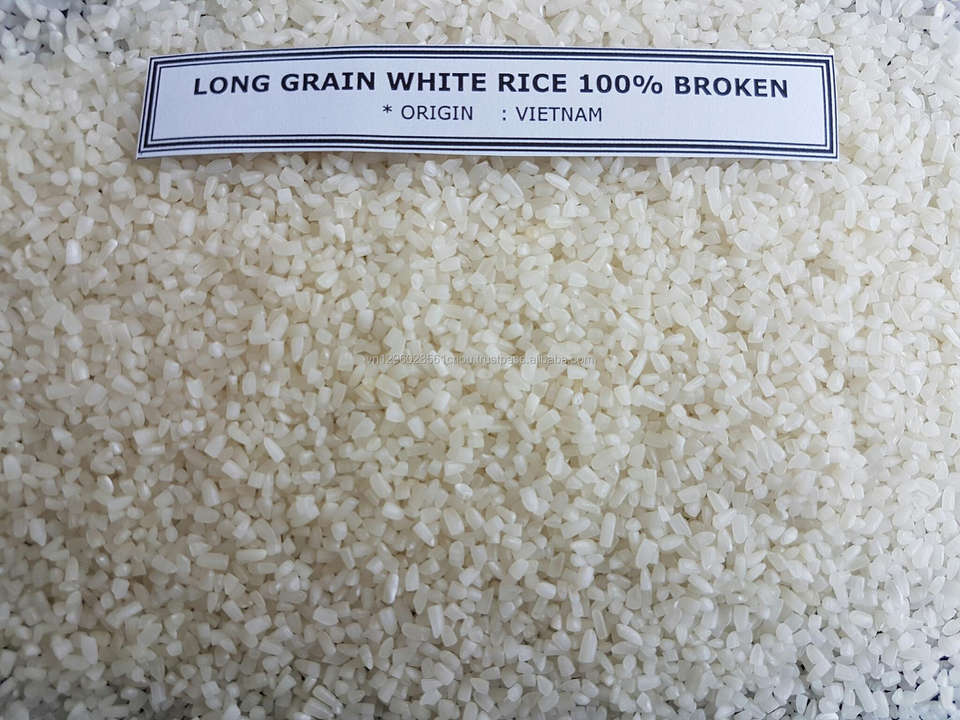 LONG GRAIN WHITE RICE 100% BROKEN
* ORIGIN : VIETNAM